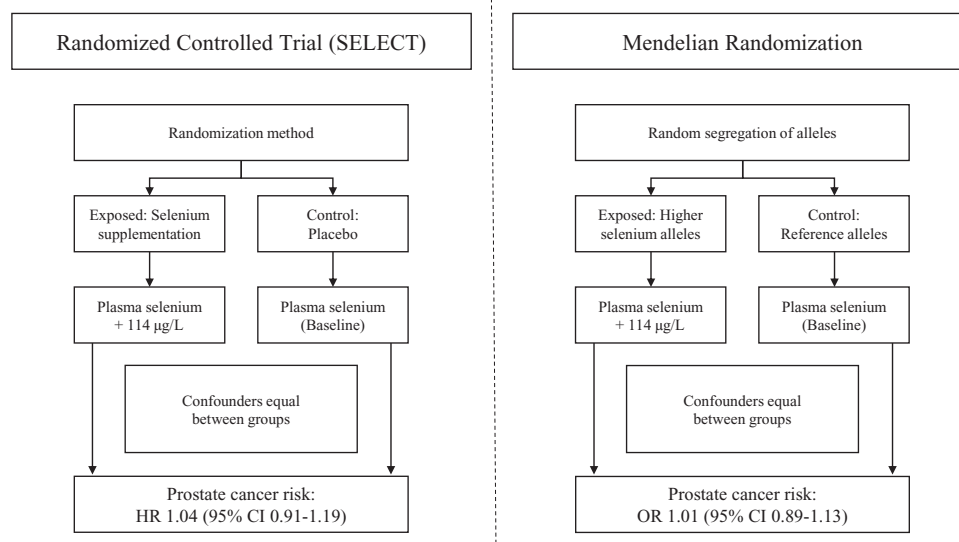 Randomized Controlled Trial (SELECT)
Randomization method
Exposed: Selenium
supplementation
Control:
Placebo
Plasma selenium
+ 114 μg/L
Plasma selenium
(Baseline)
Confounders equal
between groups
Prostate cancer risk:
HR 1.04 (95% CI 0.91-1.19)
Mendelian Randomization
Random segregation of alleles
Exposed: Higher
selenium alleles
Control:
Reference alleles
Plasma selenium
+ 114 μg/L
Plasma selenium
(Baseline)
Confounders equal
between groups
Prostate cancer risk:
OR 1.01 (95% CI 0.89-1.13)